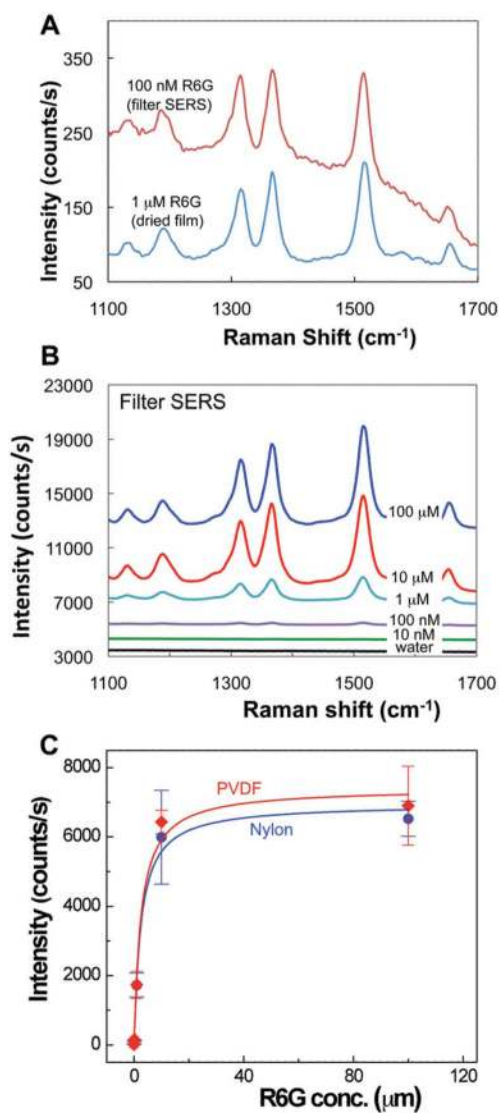 A
350
250
150
50
Intensity (counts/s)
100 nM R6G
(filter SERS)
1 μM R6G
(dried film)
1100 1300 1500 1700
Raman Shift (cm-1)
B
23000
19000
15000
11000
7000
3000
Intensity (counts/s)
Filter SERS
100 μM
10 μM
1 μM
100 nM
10 nM
water
1100 1300 1500 1700
Raman shift (cm-1)
C
8000
6000
4000
2000
0
Intensity (counts/s)
PVDF
Nylon
0 40 80 120
R6G conc. (μm)